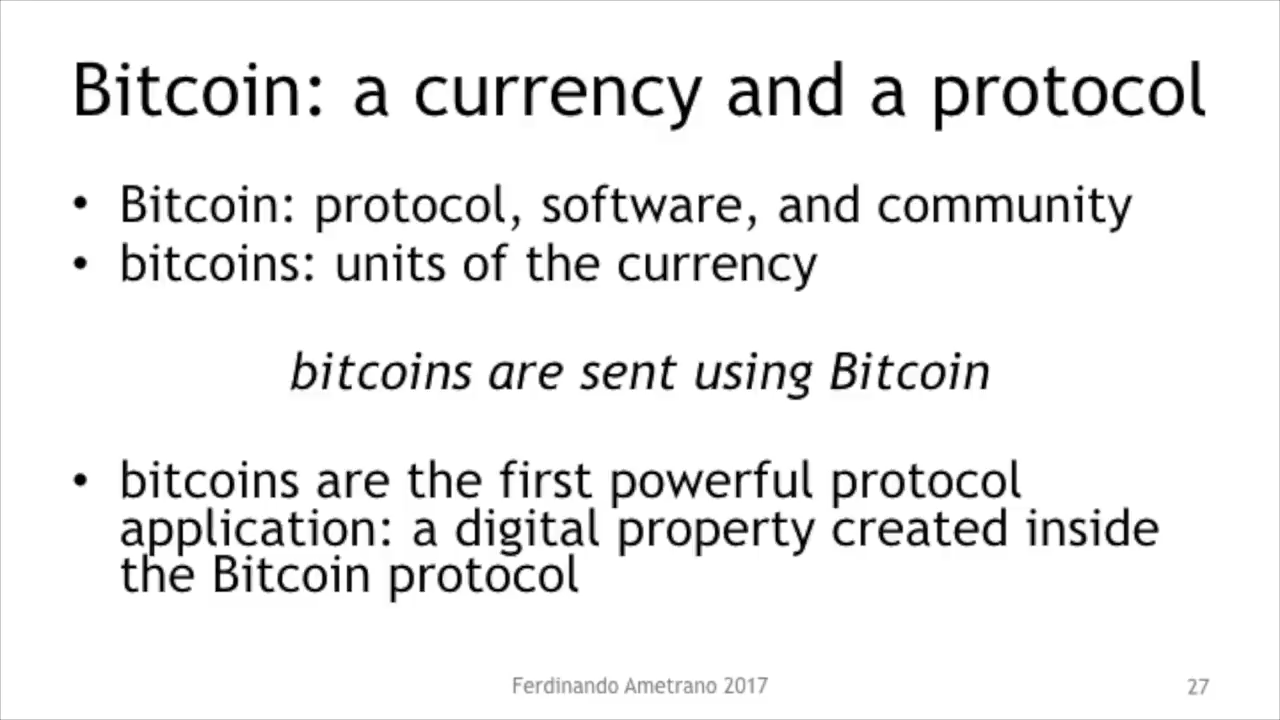 Bitcoin: a currency and a protocol
• Bitcoin: protocol, software, and community
• bitcoins: units of the currency
bitcoins are sent using Bitcoin
• bitcoins are the first powerful protocol
application: a digital property created inside
the Bitcoin protocol
Ferdinando Ametrano 2017
27